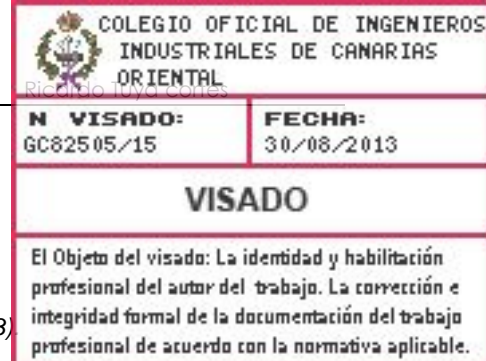 COLEGIO OFICIAL DE INGENIEROS
INDUSTRIALES DE CANARIAS
ORIENTAL
Ricardo Tuya cortes
N VISADO:
GC82505/15
FECHA:
30/08/2013
VISADO
El Objeto del visado: La identidad y habilitación
profesional del autor del trabajo. La corrección e
integridad formal de la documentación del trabajo
profesional de acuerdo con la normativa aplicable.
3)